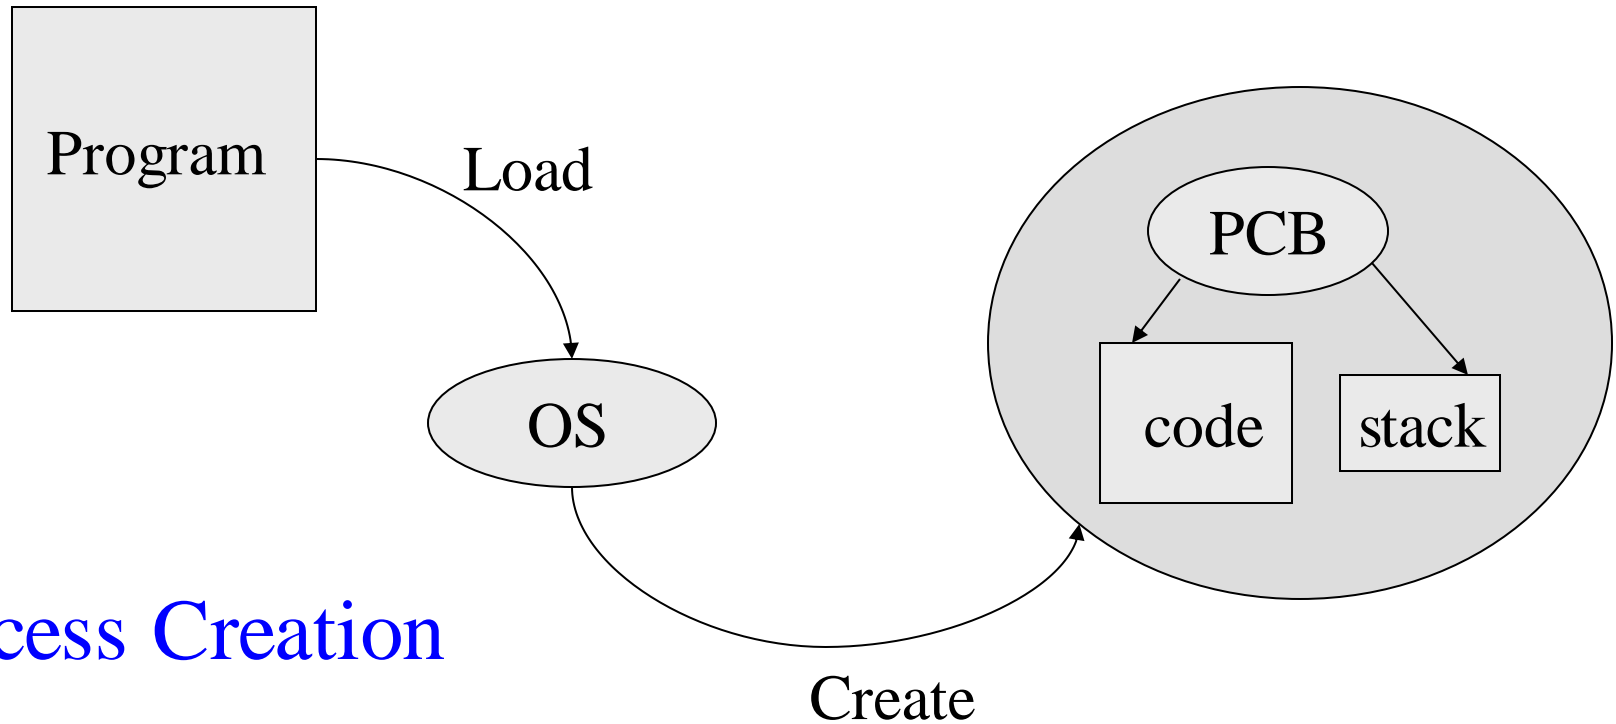 Program
Load
PCB
OS
code
stack
cess Creation
Create